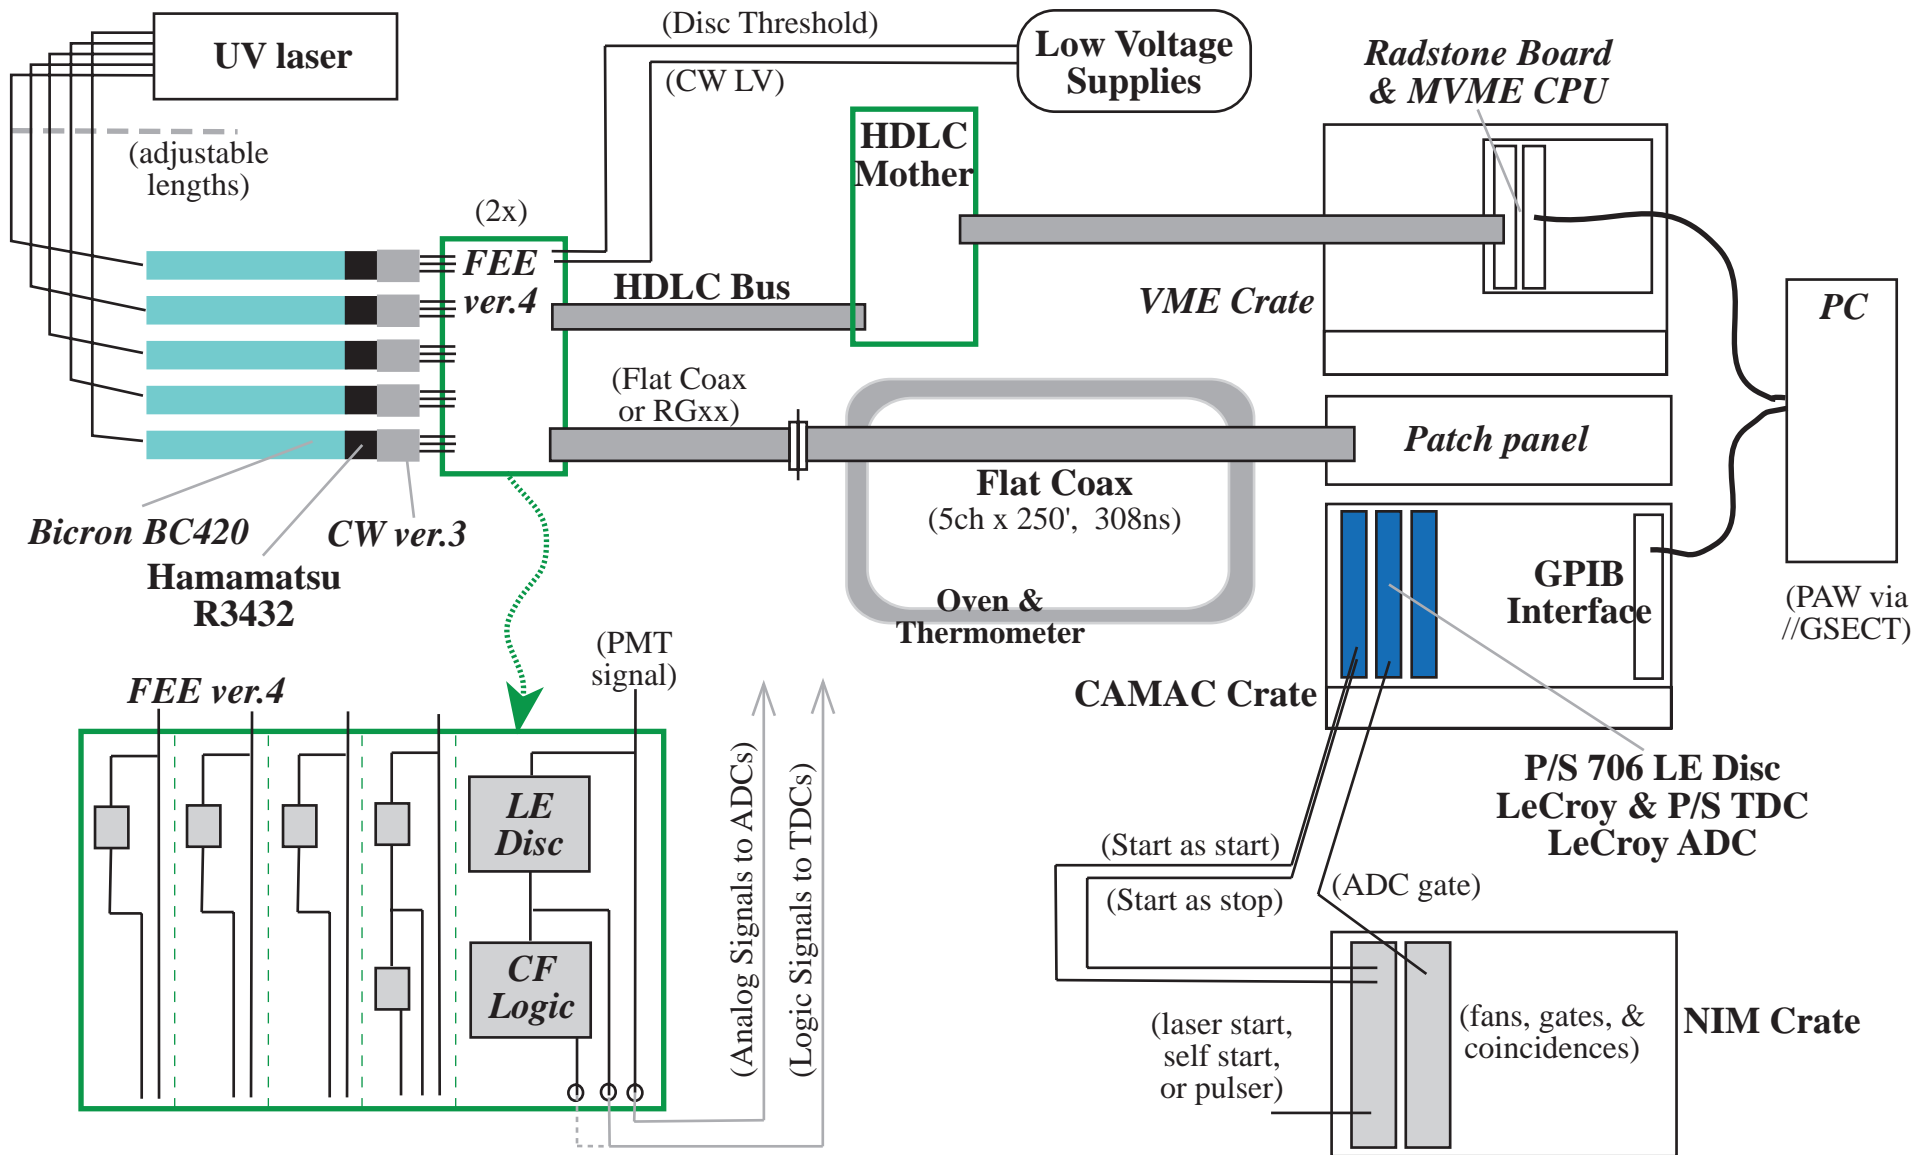 UV laser
(Disc Threshold)
(CW LV)
Low Voltage
Supplies
Radstone Board
& MVME CPU
(adjustable
lengths)
HDLC
Mother
(2x)
FEE
ver.4
HDLC Bus
VME Crate
PC
(Flat Coax
or RGxx)
Patch panel
Flat Coax
(5ch x 250', 308ns)
Bicron BC420
CW ver.3
Hamamatsu
R3432
Oven &
Thermometer
GPIB
Interface
(PAW via
//GSECT)
(PMT
signal)
FEE ver.4
CAMAC Crate
LE
Disc
CF
Logic
(Analog Signals to ADCs)
(Logic Signals to TDCs)
P/S 706 LE Disc
LeCroy & P/S TDC
LeCroy ADC
(Start as start)
(Start as stop)
(ADC gate)
(laser start,
self start,
or pulser)
(fans, gates, &
coincidences)
NIM Crate